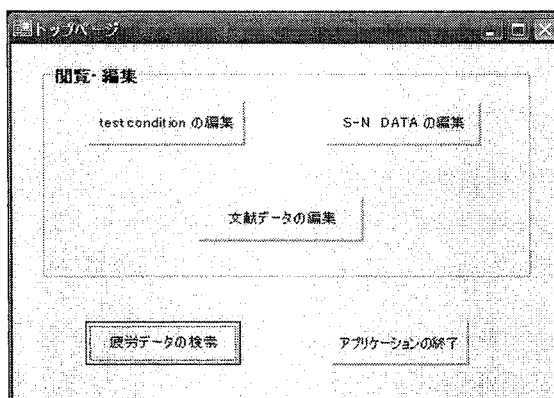 トップページ
閲覧・編集
test condition の編集
S-N DATA の編集
文献データの編集
疲労データの検索
アプリケーションの終了